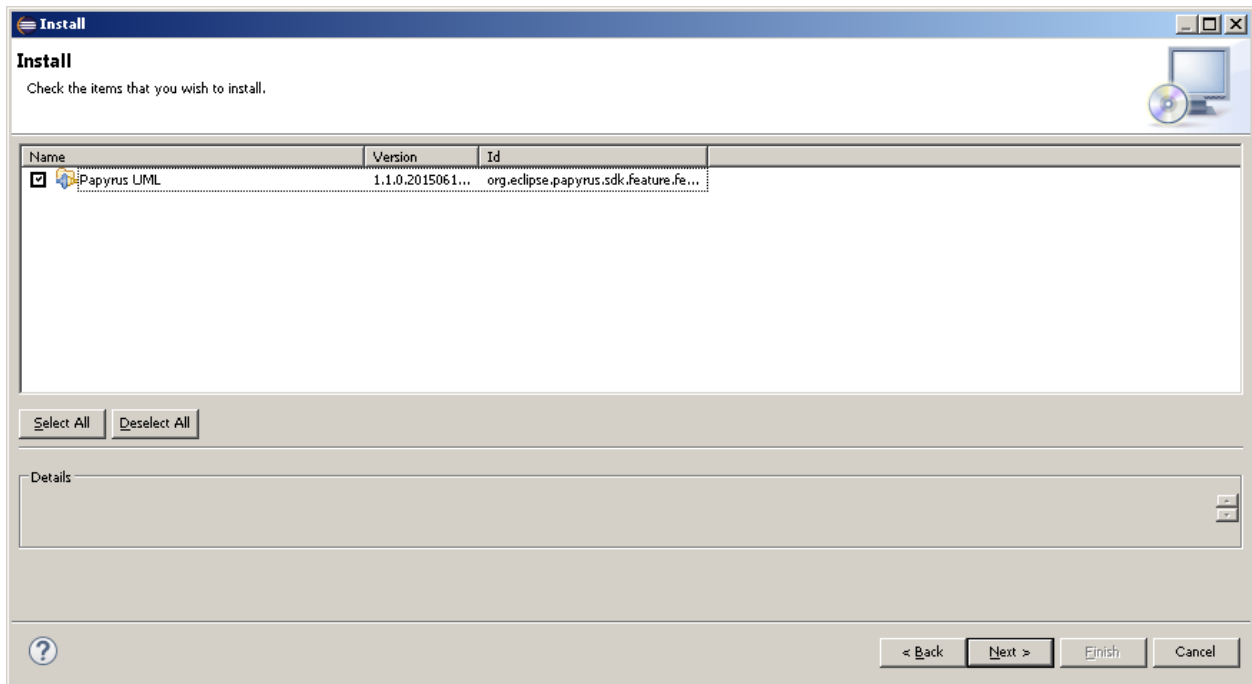 Install
Install
Check the items that you wish to install.
Name Version Id
Papyrus UML 1.1.0.2015061... org.eclipse.papyrus.sdk.feature.fe...
Select All Deselect All
Details
?
< Back Next > Finish Cancel